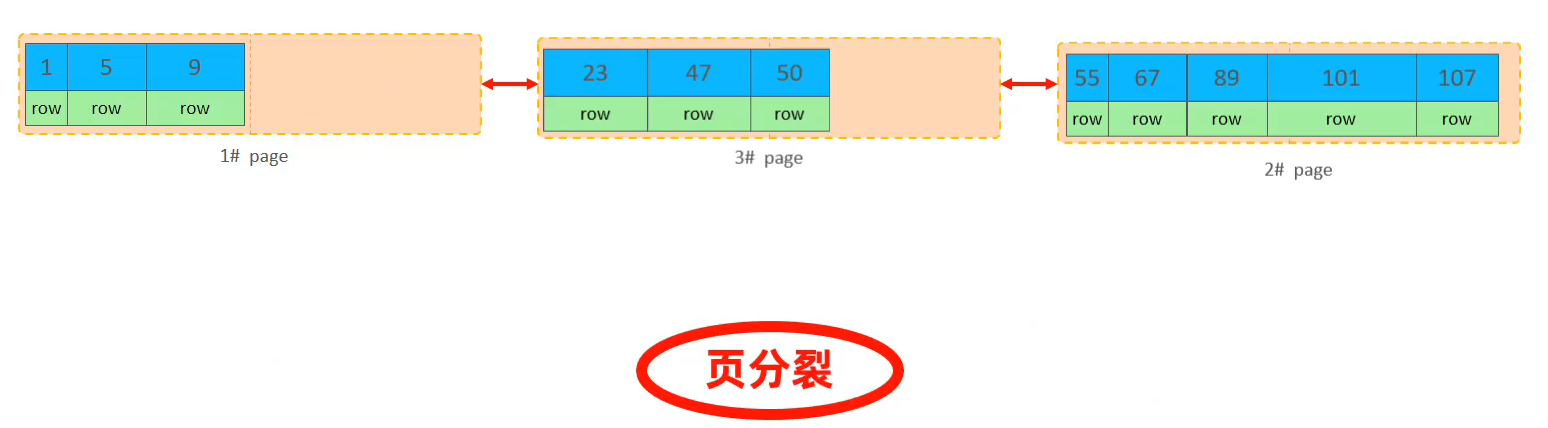 1 5 9
row row row
1# page
23 47 50
row row row
3# page
55 67 89 101 107
row row row row row
2# page
页分裂